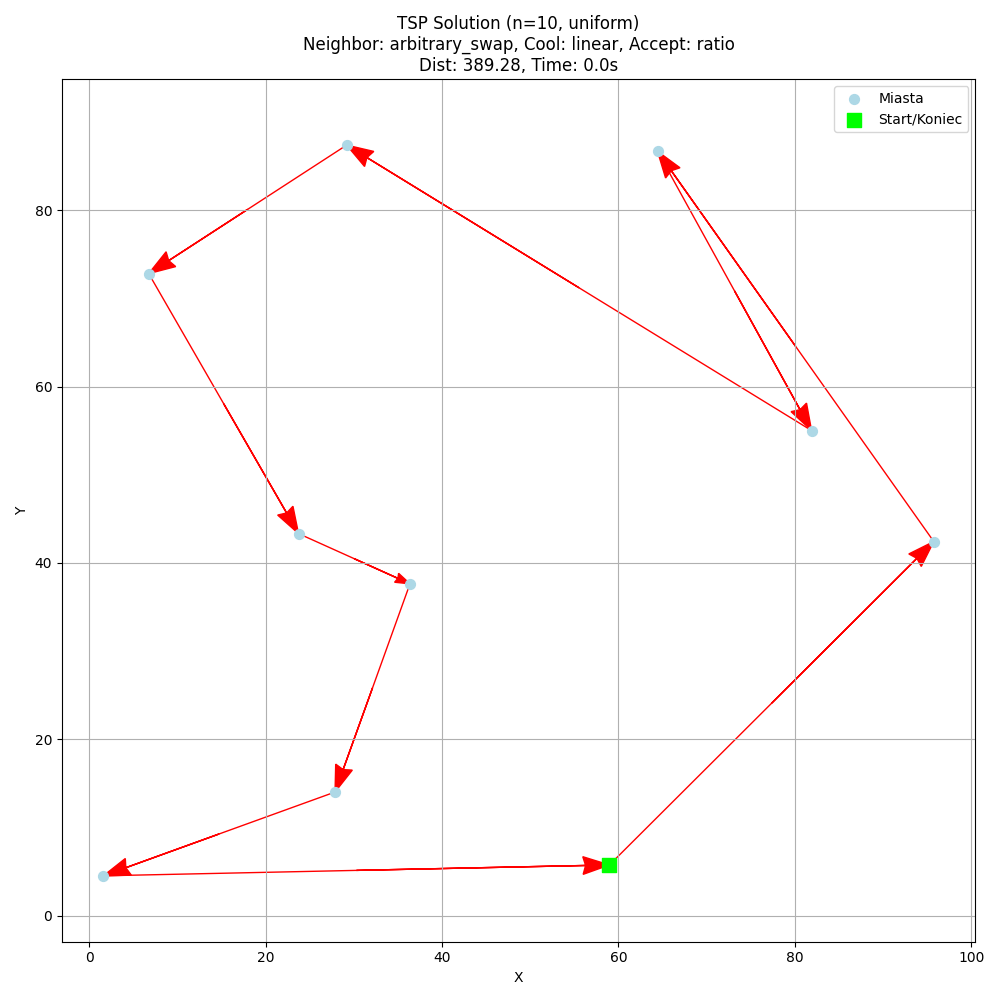 TSP Solution (n=10, uniform)
Neighbor: arbitrary_swap, Cool: linear, Accept: ratio
Dist: 389.28, Time: 0.0s
Miasta
Start/Koniec
80
60
40
20
0
Y
0 20 40 60 80 100
X